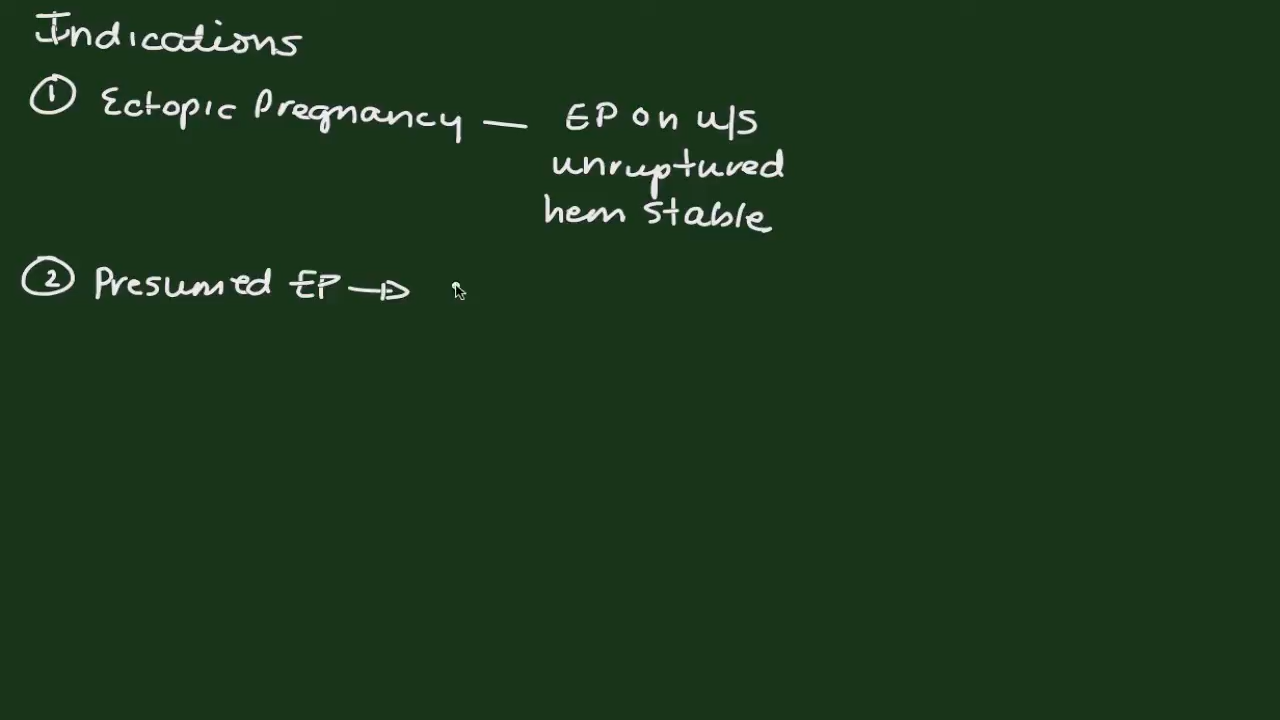 Indications
① Ectopic Pregnancy — EP on u/s
unruptured
hem stable
② Presumed EP →